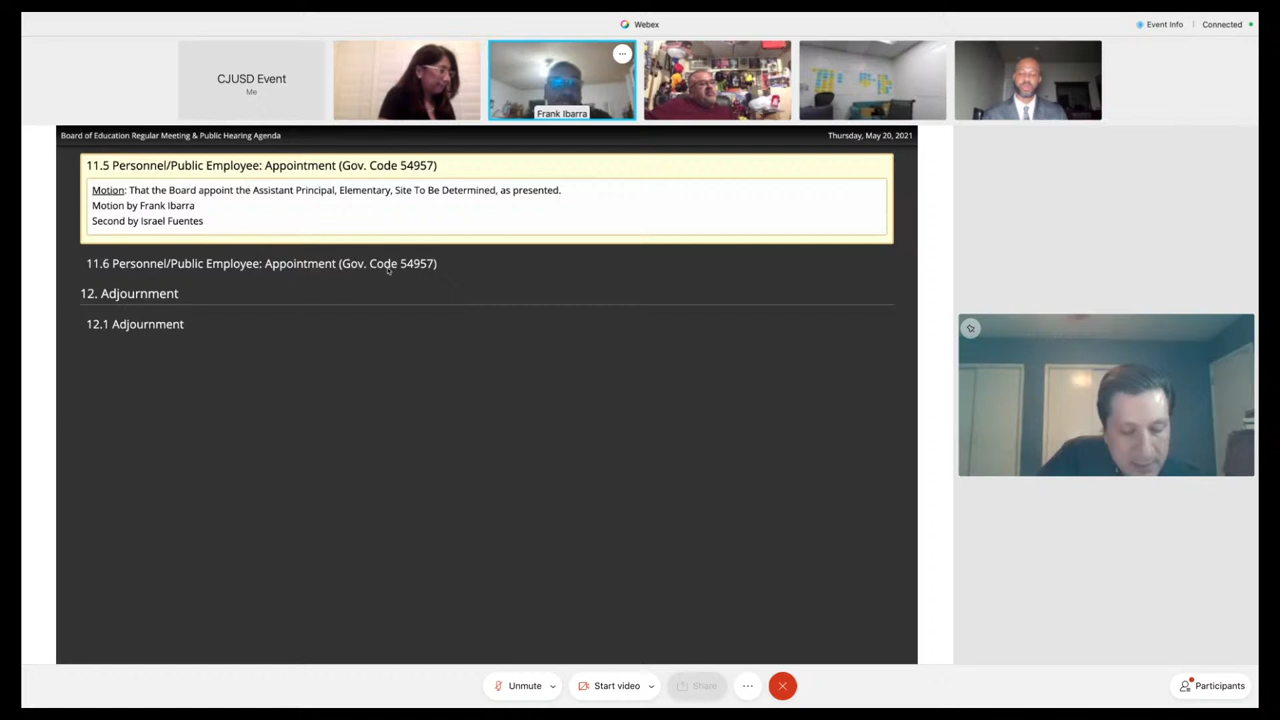 Webex
Event Info
Connected
CJUSD Event
Me
Frank Ibarra
Board of Education Regular Meeting & Public Hearing Agenda
Thursday, May 20, 2021
11.5 Personnel/Public Employee: Appointment (Gov. Code 54957)
Motion: That the Board appoint the Assistant Principal, Elementary, Site To Be Determined, as presented.
Motion by Frank Ibarra
Second by Israel Fuentes
11.6 Personnel/Public Employee: Appointment (Gov. Code 54957)
12. Adjournment
12.1 Adjournment
Unmute
Start video
Share
Participants